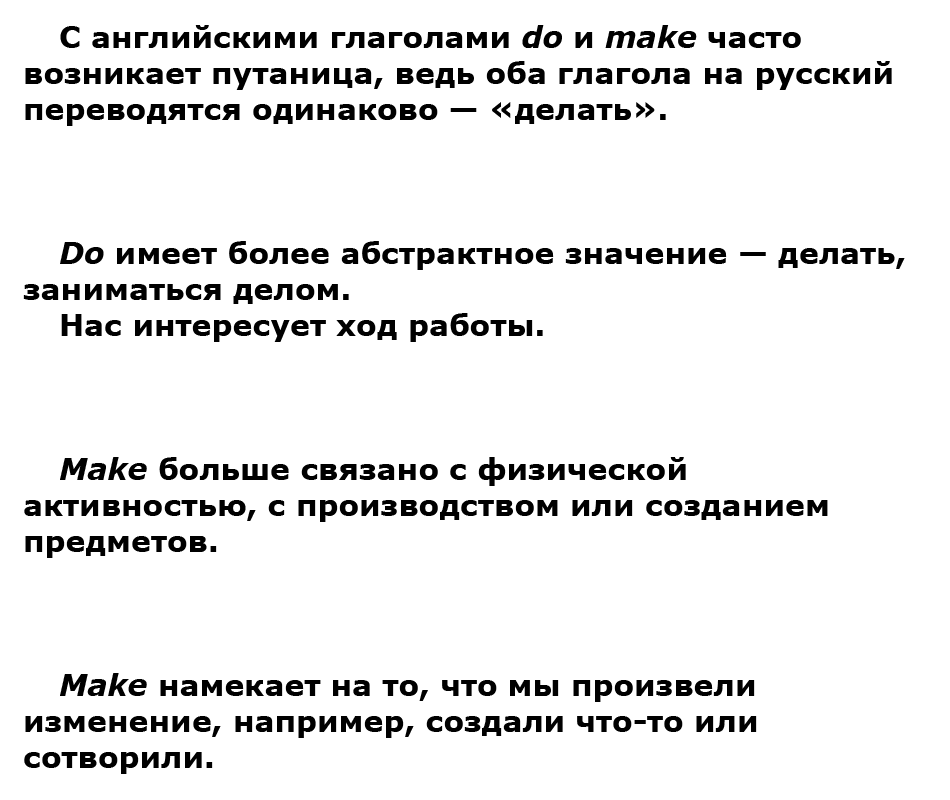 С английскими глаголами do и make часто
возникает путаница, ведь оба глагола на русский
переводятся одинаково — «делать».
Do имеет более абстрактное значение — делать,
заниматься делом.
Нас интересует ход работы.
Make больше связано с физической
активностью, с производством или созданием
предметов.
Make намекает на то, что мы произвели
изменение, например, создали что-то или
сотворили.